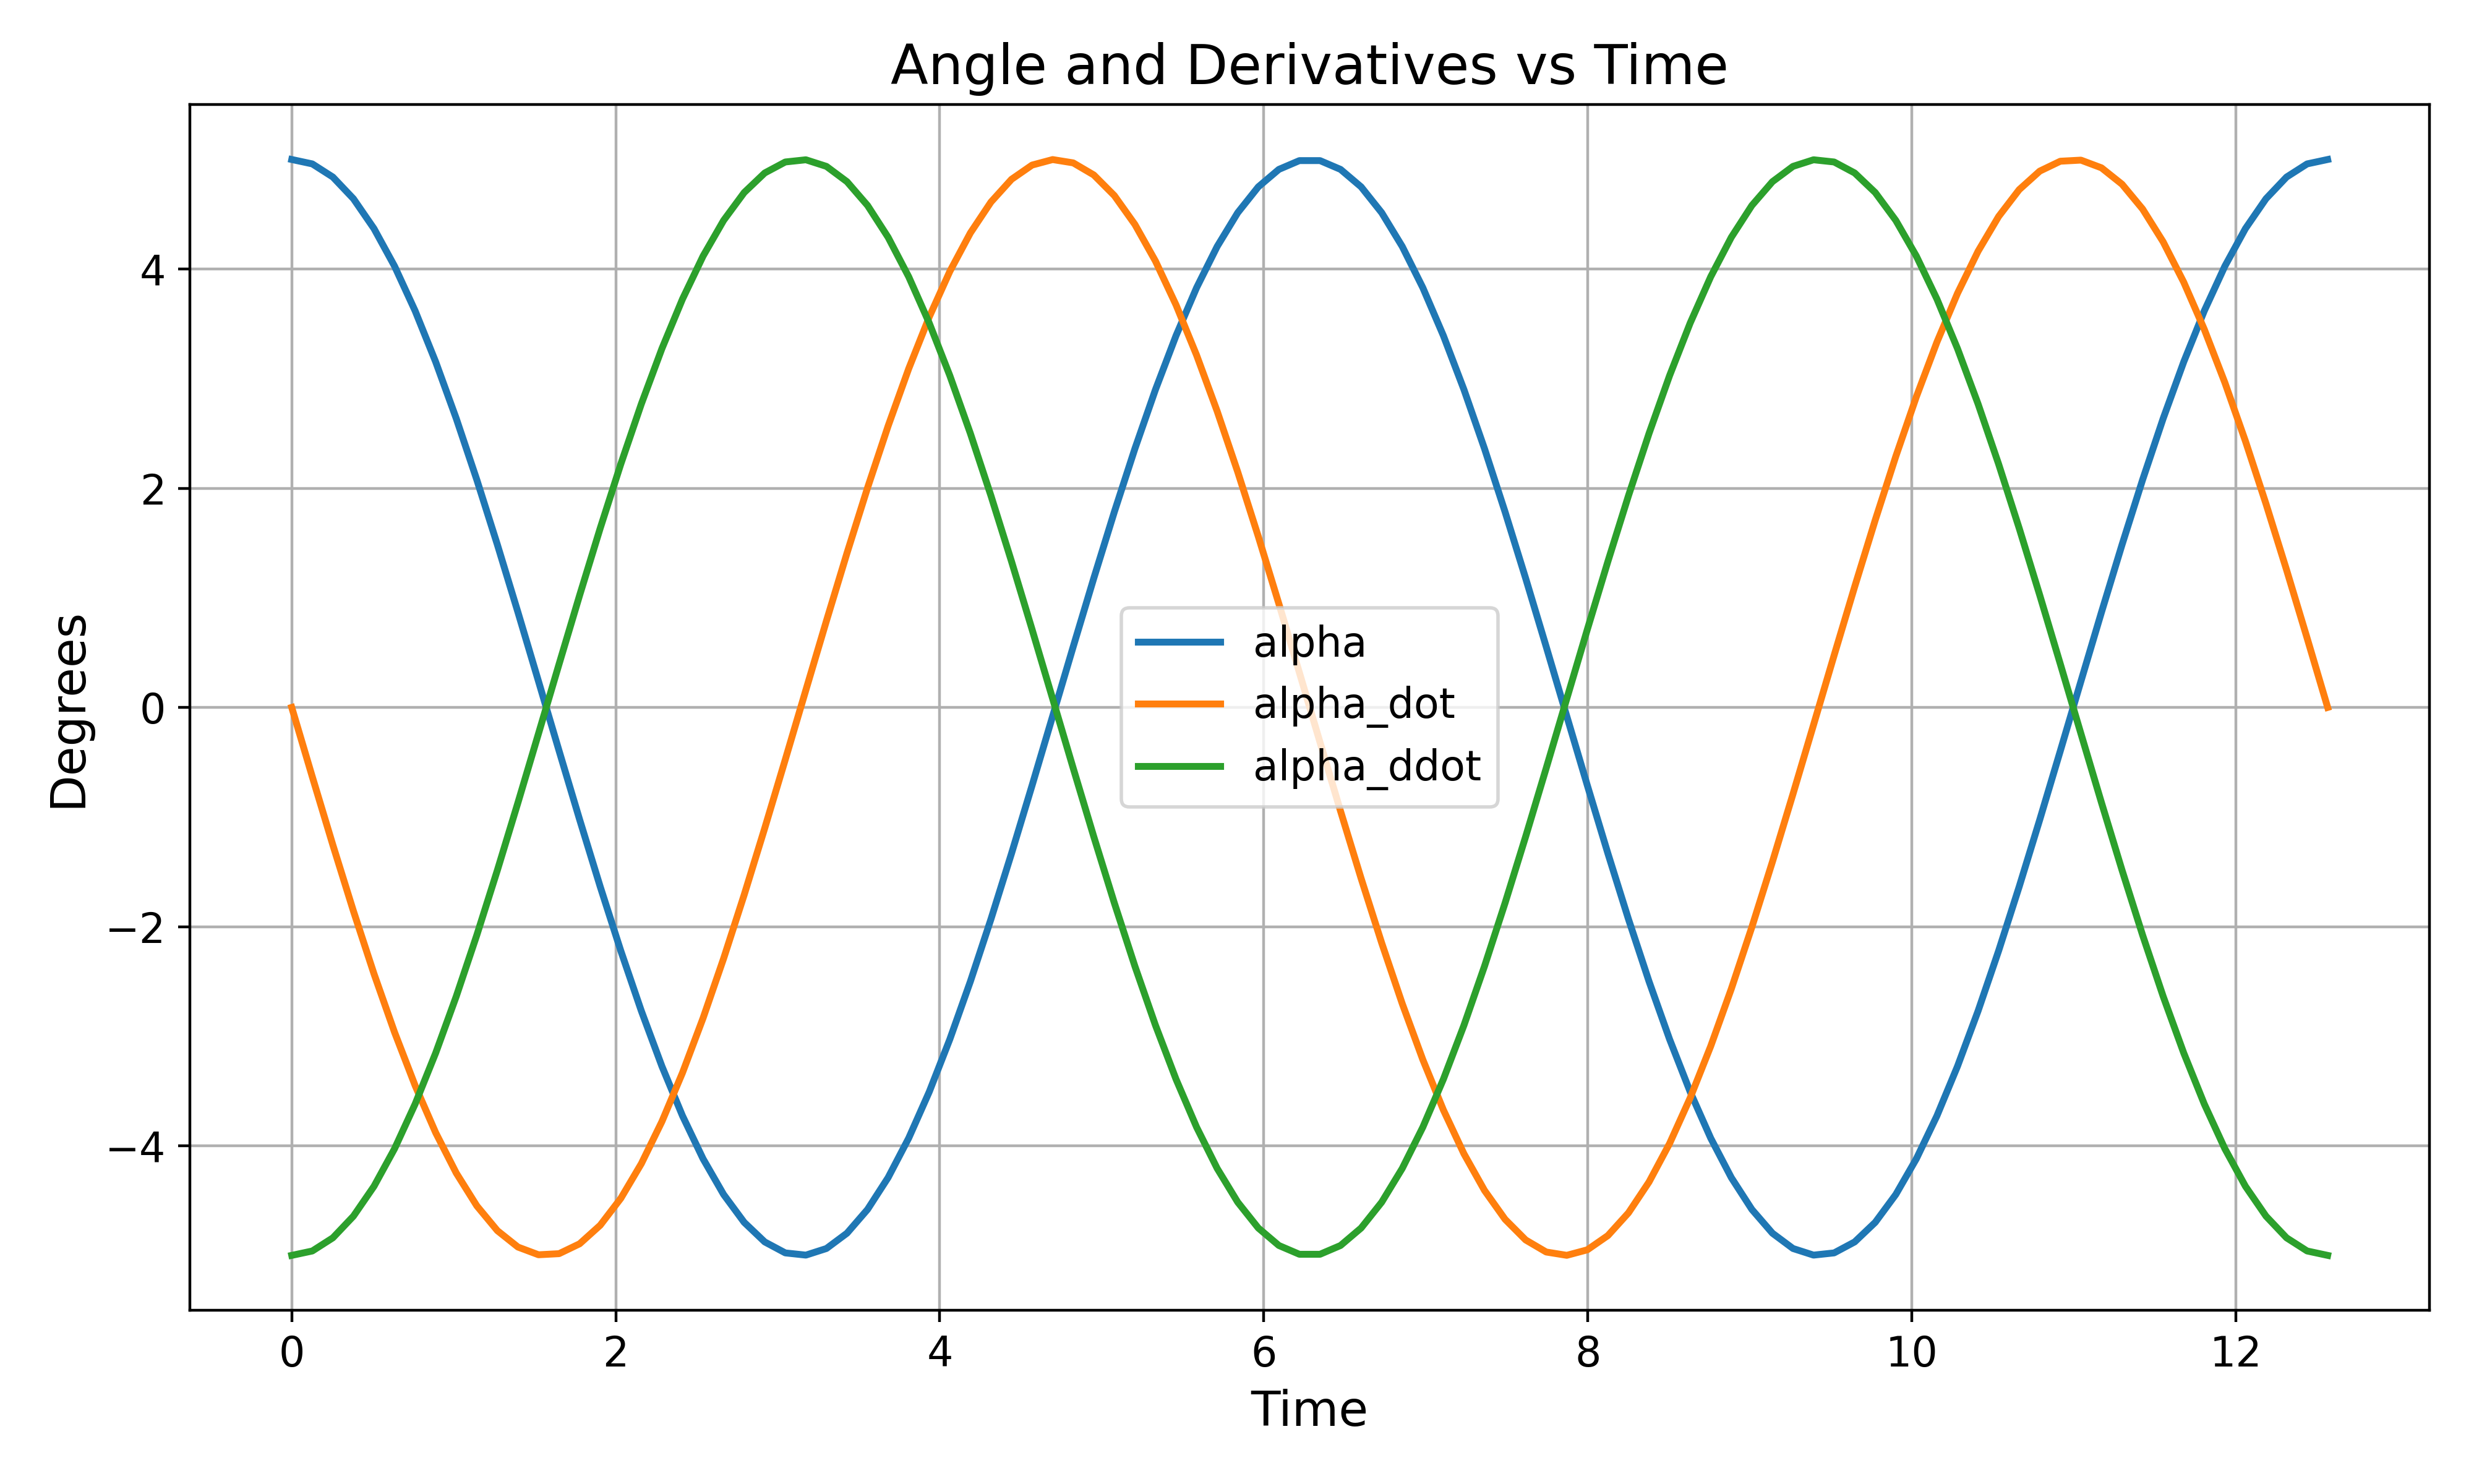 Angle and Derivatives vs Time
Degrees
4
2
0
−2
−4
alpha
alpha_dot
alpha_ddot
0 2 4 6 8 10 12
Time